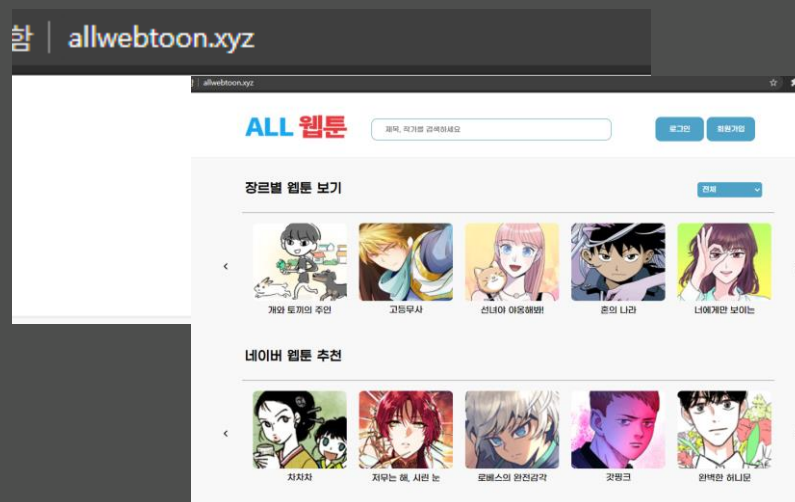 함 | allwebtoon.xyz
allwebtoon.xyz
ALL 웹툰
제목, 작가를 검색하세요
로그인
회원가입
장르별 웹툰 보기
전체
개와 토끼의 주인
고등무사
선녀야 야옹해봐!
혼의 나라
너에게만 보이는
네이버 웹툰 추천
차차차
저무는 해, 시린 눈
로베스의 완전감각
갓핑크
완벽한 허니문